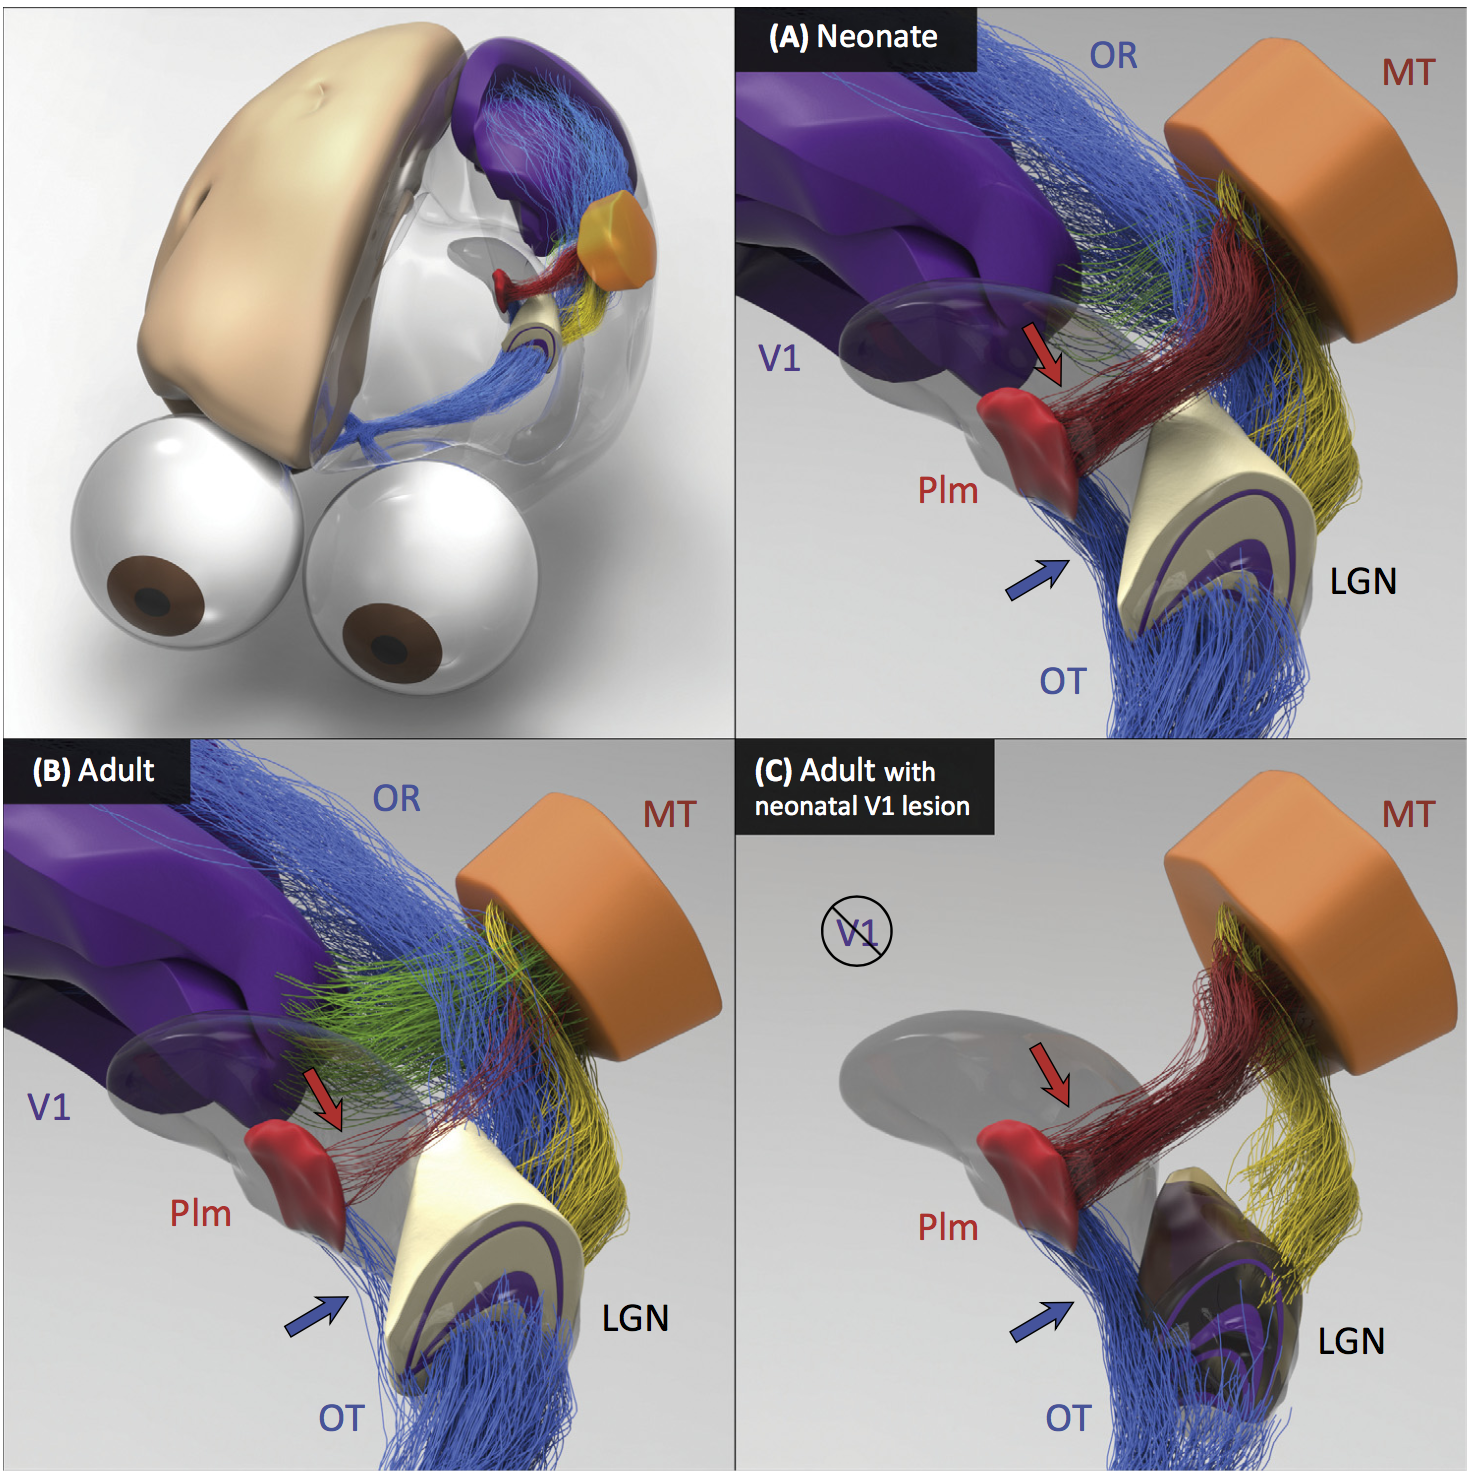 (A) Neonate
OR
MT
V1
Plm
LGN
OT
(B) Adult
OR
MT
V1
Plm
LGN
OT
(C) Adult with
neonatal V1 lesion
MT
V1
Plm
LGN
OT